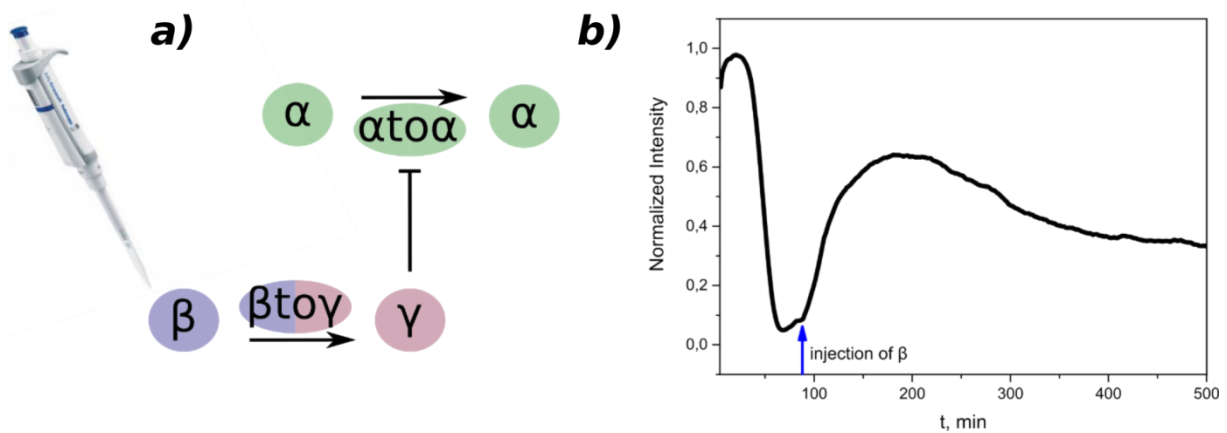 a)
α
αtoα
α
β
βtoγ
γ
b)
Normalized Intensity
1,0
0,8
0,6
0,4
0,2
0,0
injection of β
100
200
300
400
500
t, min